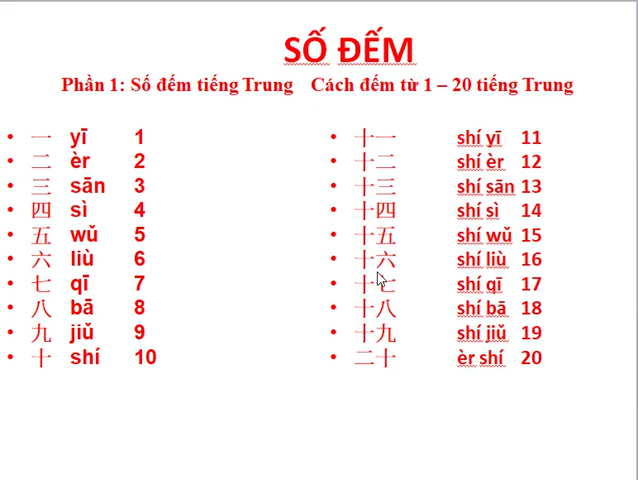 SỐ ĐẾM
Phần 1: Số đếm tiếng Trung Cách đếm từ 1 – 20 tiếng Trung
• 一 yī 1
• 二 èr 2
• 三 sān 3
• 四 sì 4
• 五 wǔ 5
• 六 liù 6
• 七 qī 7
• 八 bā 8
• 九 jiǔ 9
• 十 shí 10
• 十一 shí yī 11
• 十二 shí èr 12
• 十三 shí sān 13
• 十四 shí sì 14
• 十五 shí wǔ 15
• 十六 shí liù 16
• 十七 shí qī 17
• 十八 shí bā 18
• 十九 shí jiǔ 19
• 二十 èr shí 20